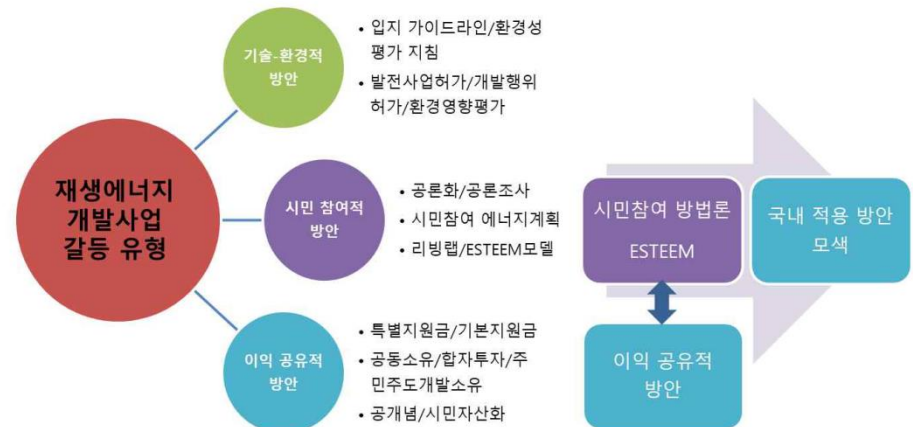 기술-환경적
방안
• 입지 가이드라인/환경성
평가 지침
• 발전사업허가/개발행위
허가/환경영향평가
재생에너지
개발사업
갈등 유형
시민 참여적
방안
• 공론화/공론조사
• 시민참여 에너지계획
• 리빙랩/ESTEEM모델
이익 공유적
방안
• 특별지원금/기본지원금
• 공동소유/합자투자/주
민주도개발소유
• 공개념/시민자산화
시민참여 방법론
ESTEEM
국내 적용 방안
모색
이익 공유적
방안